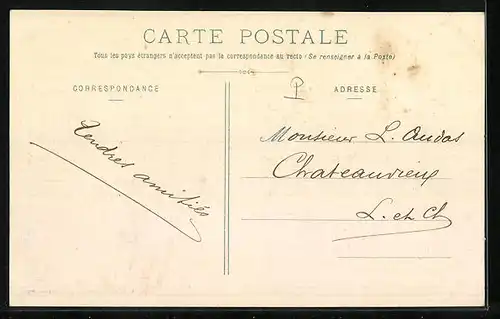 CARTE POSTALE
Tous les pays étrangers n'acceptent pas la correspondance au recto (Se renseigner à la Poste)
CORRESPONDANCE
ADRESSE
Tendres amitiés
Monsieur L. Audas
Chateauvieux
L. et Ch